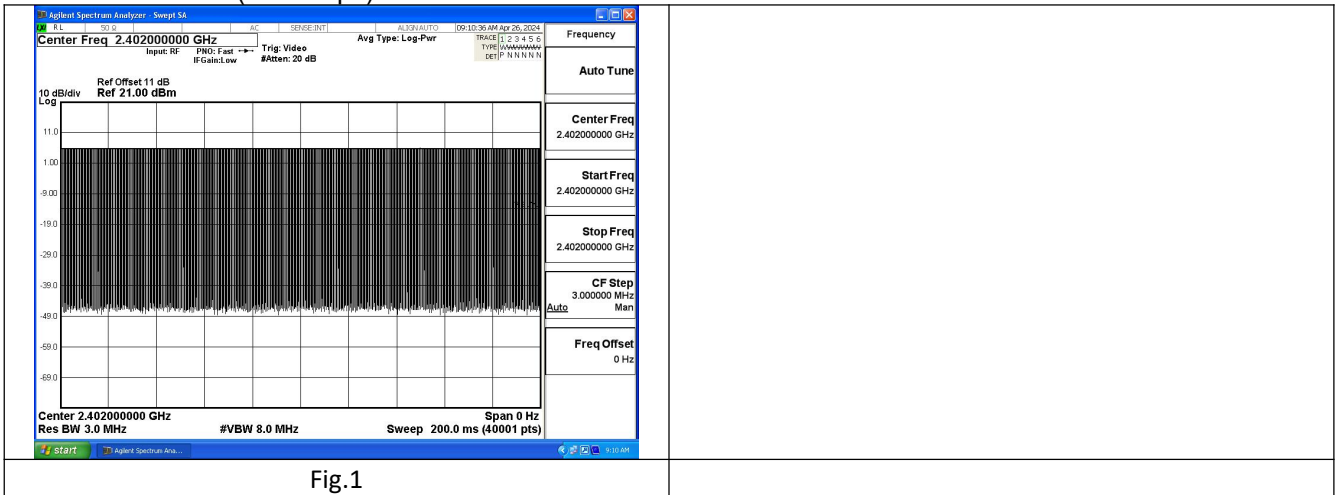 Agilent Spectrum Analyzer - Swept SA
RL 50 Ω AC SENSE:INT ALIGN AUTO 09:10:36 AM Apr 26, 2024
Center Freq 2.402000000 GHz
Input: RF PNO: Fast Trig: Video Avg Type: Log-Pwr TRACE 1 2 3 4 5 6
IFGain:Low #Atten: 20 dB TYPE
DET P N N N N N
Ref Offset 11 dB
10 dB/div Ref 21.00 dBm
Log
11.0
1.00
-9.00
-19.0
-29.0
-39.0
-49.0
-59.0
-69.0
Center 2.402000000 GHz Span 0 Hz
Res BW 3.0 MHz #VBW 8.0 MHz Sweep 200.0 ms (40001 pts)
Frequency
Auto Tune
Center Freq
2.402000000 GHz
Start Freq
2.402000000 GHz
Stop Freq
2.402000000 GHz
CF Step
3.000000 MHz
Auto Man
Freq Offset
0 Hz
start Agilent Spectrum Ana... 9:10 AM
Fig.1